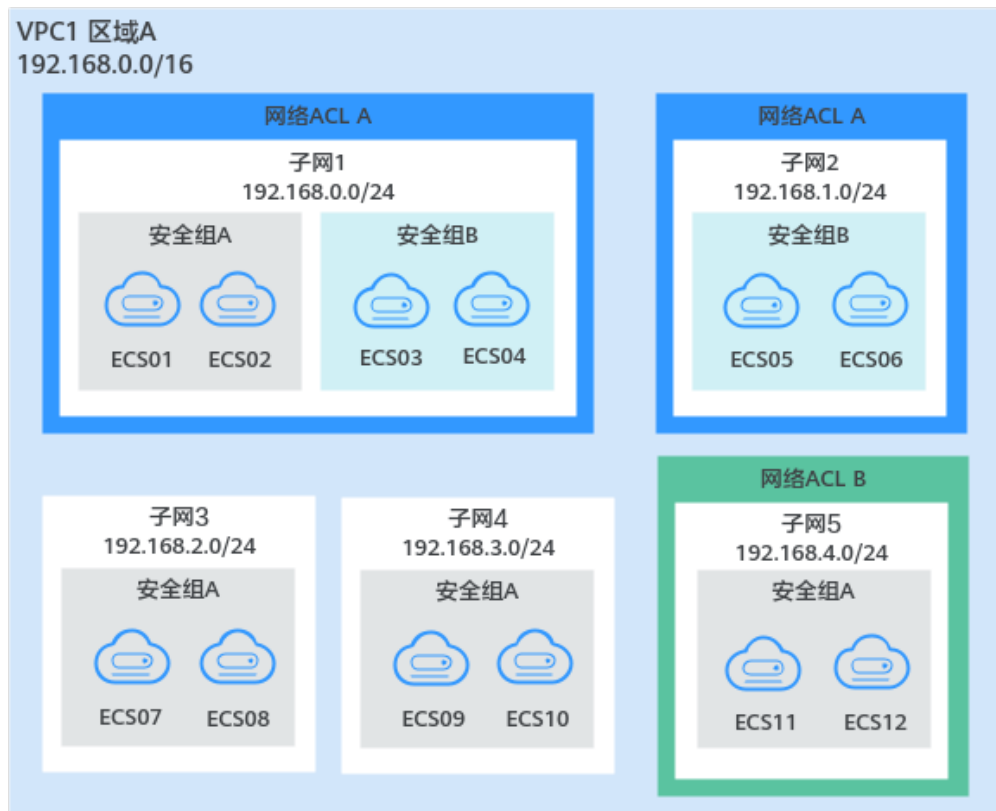 VPC1 区域A
192.168.0.0/16
网络ACL A
子网1
192.168.0.0/24
安全组A
安全组B
ECS01
ECS02
ECS03
ECS04
网络ACL A
子网2
192.168.1.0/24
安全组B
ECS05
ECS06
子网3
192.168.2.0/24
安全组A
ECS07
ECS08
子网4
192.168.3.0/24
安全组A
ECS09
ECS10
网络ACL B
子网5
192.168.4.0/24
安全组A
ECS11
ECS12